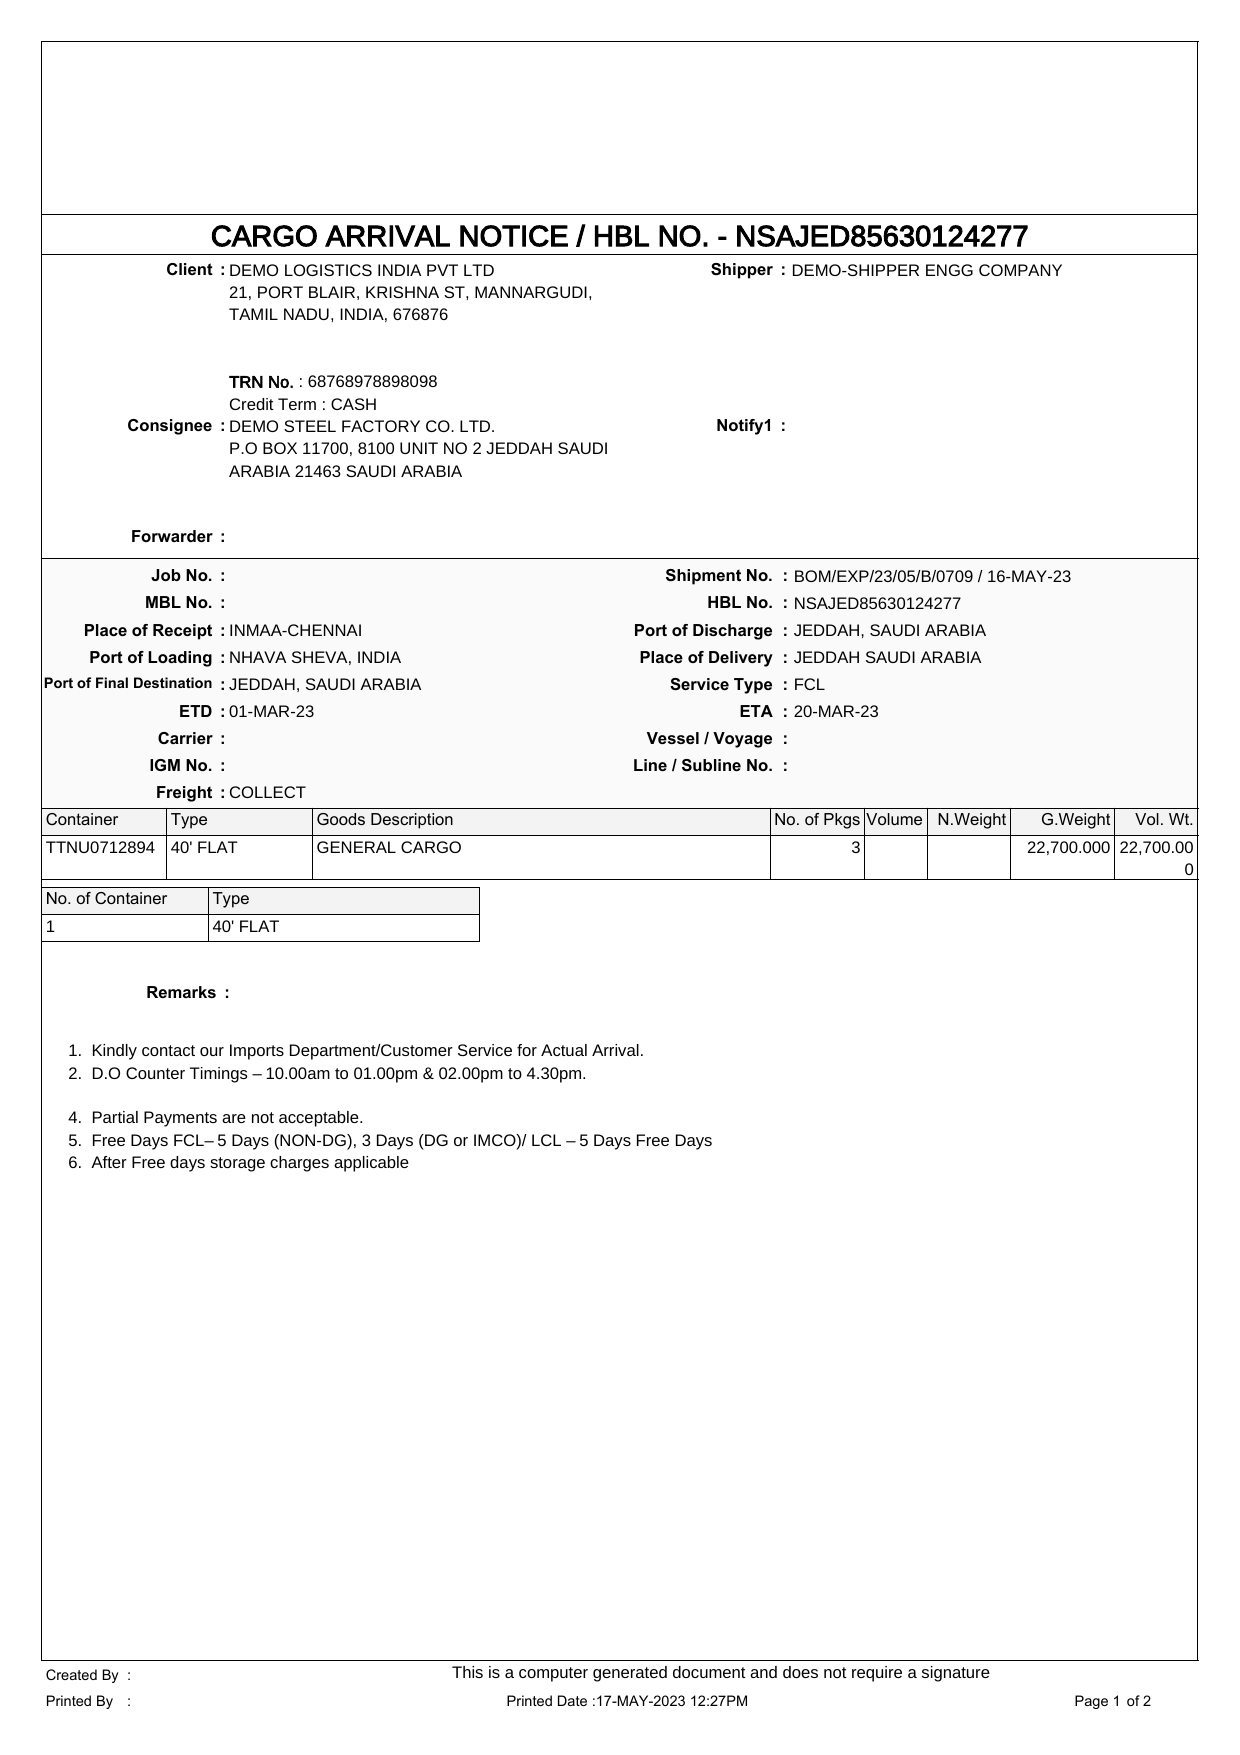 CARGO ARRIVAL NOTICE / HBL NO. - NSAJED85630124277
Client : DEMO LOGISTICS INDIA PVT LTD Shipper : DEMO-SHIPPER ENGG COMPANY
21, PORT BLAIR, KRISHNA ST, MANNARGUDI,
TAMIL NADU, INDIA, 676876
TRN No. : 68768978898098
Credit Term : CASH
Consignee : DEMO STEEL FACTORY CO. LTD. Notify1 :
P.O BOX 11700, 8100 UNIT NO 2 JEDDAH SAUDI
ARABIA 21463 SAUDI ARABIA
Forwarder :
Job No. : Shipment No. : BOM/EXP/23/05/B/0709 / 16-MAY-23
MBL No. : HBL No. : NSAJED85630124277
Place of Receipt : INMAA-CHENNAI Port of Discharge : JEDDAH, SAUDI ARABIA
Port of Loading : NHAVA SHEVA, INDIA Place of Delivery : JEDDAH SAUDI ARABIA
Port of Final Destination : JEDDAH, SAUDI ARABIA Service Type : FCL
ETD : 01-MAR-23 ETA : 20-MAR-23
Carrier : Vessel / Voyage :
IGM No. : Line / Subline No. :
Freight : COLLECT
Container Type Goods Description No. of Pkgs Volume N.Weight G.Weight Vol. Wt.
TTNU0712894 40' FLAT GENERAL CARGO 3 22,700.000 22,700.00
0
No. of Container Type
1 40' FLAT
Remarks :
1. Kindly contact our Imports Department/Customer Service for Actual Arrival.
2. D.O Counter Timings – 10.00am to 01.00pm & 02.00pm to 4.30pm.
4. Partial Payments are not acceptable.
5. Free Days FCL– 5 Days (NON-DG), 3 Days (DG or IMCO)/ LCL – 5 Days Free Days
6. After Free days storage charges applicable
Created By : This is a computer generated document and does not require a signature
Printed By : Printed Date :17-MAY-2023 12:27PM Page 1 of 2